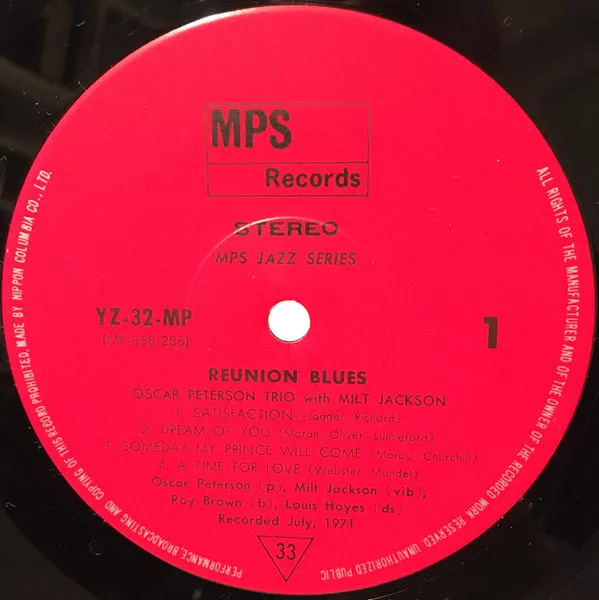 MPS
Records
STEREO
MPS JAZZ SERIES
YZ-32-MP
(MP-358-288)
1
REUNION BLUES
OSCAR PETERSON TRIO with MILT JACKSON
1. SATISFACTION (Jagger - Richard)
2. DREAM OF YOU (Moran - Oliver - Lunceford)
3. SOMEDAY MY PRINCE WILL COME (Morey - Churchill)
4. A TIME FOR LOVE (Webster - Mandel)
Oscar Peterson (p), Milt Jackson (vib),
Ray Brown (b), Louis Hayes (ds)
Recorded July, 1971
33
ALL RIGHTS OF THE MANUFACTURER AND OF THE OWNER OF THE RECORDED WORK RESERVED. UNAUTHORIZED PUBLIC
PERFORMANCE, BROADCASTING AND COPYING OF THIS RECORD PROHIBITED. MADE BY NIPPON COLUMBIA CO., LTD.